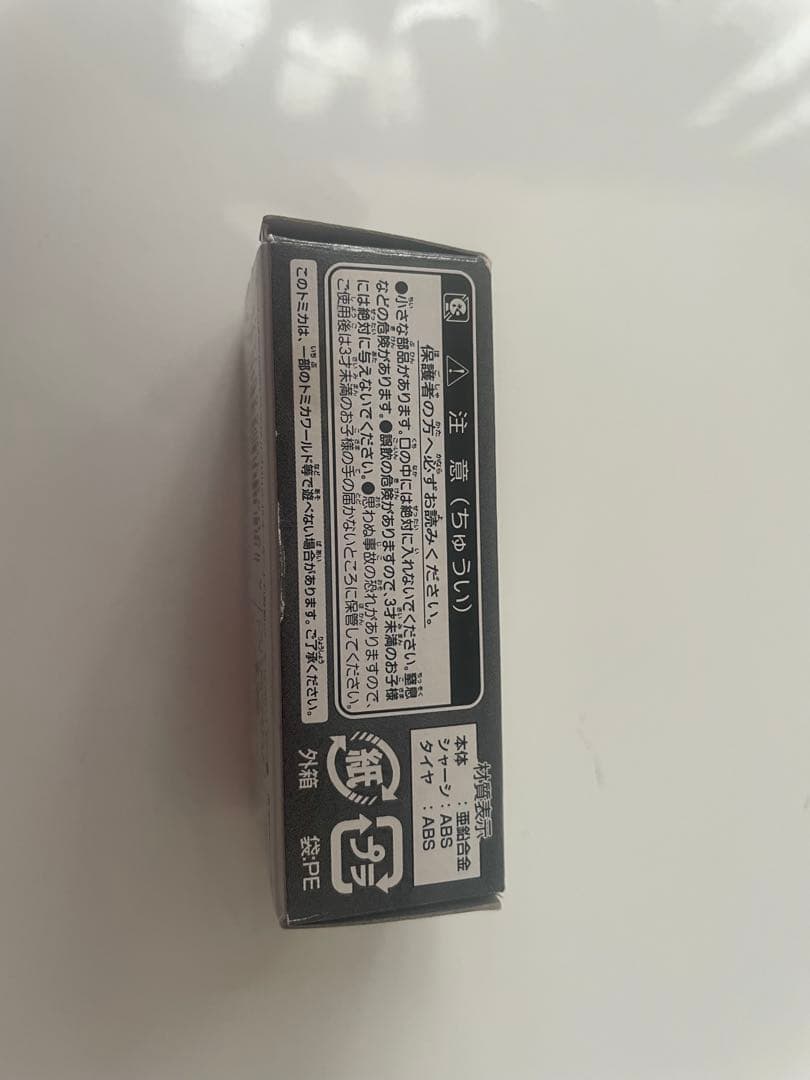 注意(ちゅうい)
保護者の方へ必ずお読みください。
●小さな部品があります。口の中には絶対に入れないでください。窒息
などの危険があります。●誤飲の危険がありますので、3才未満のお子様
には絶対に与えないでください。●思わぬ事故の恐れがありますので、
ご使用後は3才未満のお子様の手の届かないところに保管してください。
このトミカは、一部のトミカワールド等で遊べない場合があります。ご了承ください。
材質表示
本体:亜鉛合金
シャーシ:ABS
タイヤ:ABS
紙
外箱
プラ
袋:PE